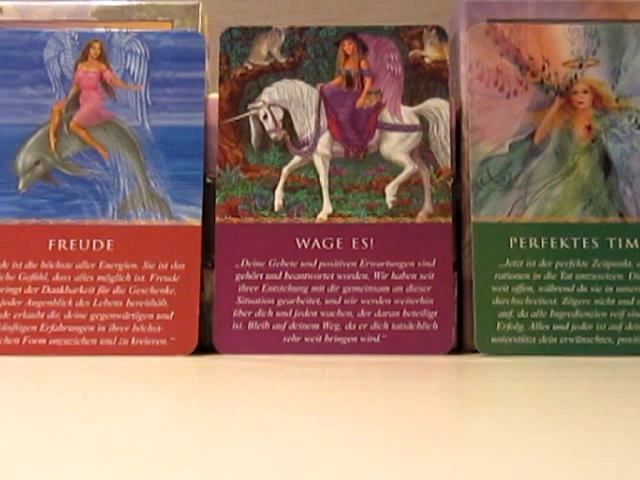 FREUDE
de ist die höchste aller Energien. Sie ist das
iche Gefühl, dass alles möglich ist. Freude
ringt der Dankbarkeit für die Geschenke,
jeder Augenblick des Lebens bereithält.
de erlaubt dir, deine gegenwärtigen und
künftigen Erfahrungen in ihrer höchst-
chen Form anzuziehen und zu kreieren."
WAGE ES!
„Deine Gebete und positiven Erwartungen sind
gehört und beantwortet worden. Wir haben seit
ihrer Entstehung mit dir gemeinsam an dieser
Situation gearbeitet, und wir werden weiterhin
über dich und jeden wachen, der daran beteiligt
ist. Bleib auf deinem Weg, da er dich tatsächlich
sehr weit bringen wird."
PERFEKTES TIM
„Jetzt ist der perfekte Zeitpunkt,
rationen in die Tat umzusetzen.
weit offen, während du sie in
durchschreitest. Zögere nicht und
auf, da alle Ingredienzien reif sind
Erfolg. Alles und jeder ist auf
unterstützt dein erwünschtes,